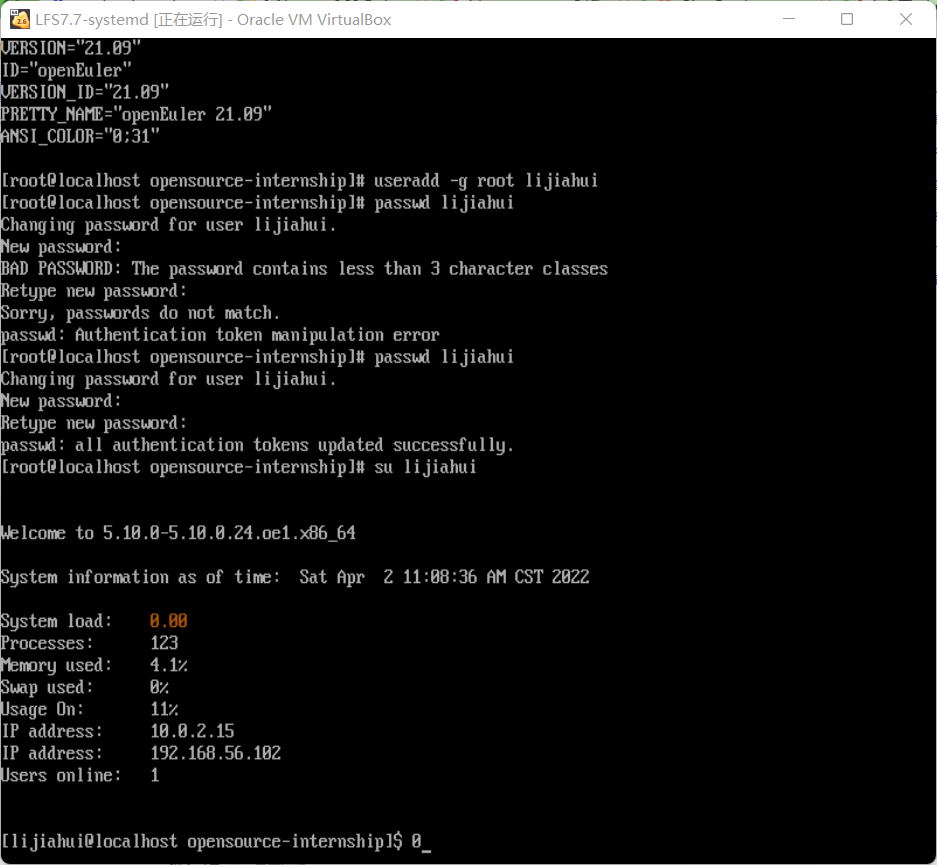 LFS7.7-systemd [正在运行] - Oracle VM VirtualBox
VERSION="21.09"
ID="openEuler"
VERSION_ID="21.09"
PRETTY_NAME="openEuler 21.09"
ANSI_COLOR="0;31"
[root@localhost opensource-internship]# useradd -g root lijiahui
[root@localhost opensource-internship]# passwd lijiahui
Changing password for user lijiahui.
New password:
BAD PASSWORD: The password contains less than 3 character classes
Retype new password:
Sorry, passwords do not match.
passwd: Authentication token manipulation error
[root@localhost opensource-internship]# passwd lijiahui
Changing password for user lijiahui.
New password:
Retype new password:
passwd: all authentication tokens updated successfully.
[root@localhost opensource-internship]# su lijiahui
Welcome to 5.10.0-5.10.0.24.oe1.x86_64
System information as of time:  Sat Apr  2 11:08:36 AM CST 2022
System load:    0.00
Processes:      123
Memory used:    4.1%
Swap used:      0%
Usage On:       11%
IP address:     10.0.2.15
IP address:     192.168.56.102
Users online:   1
[lijiahui@localhost opensource-internship]$ 0_